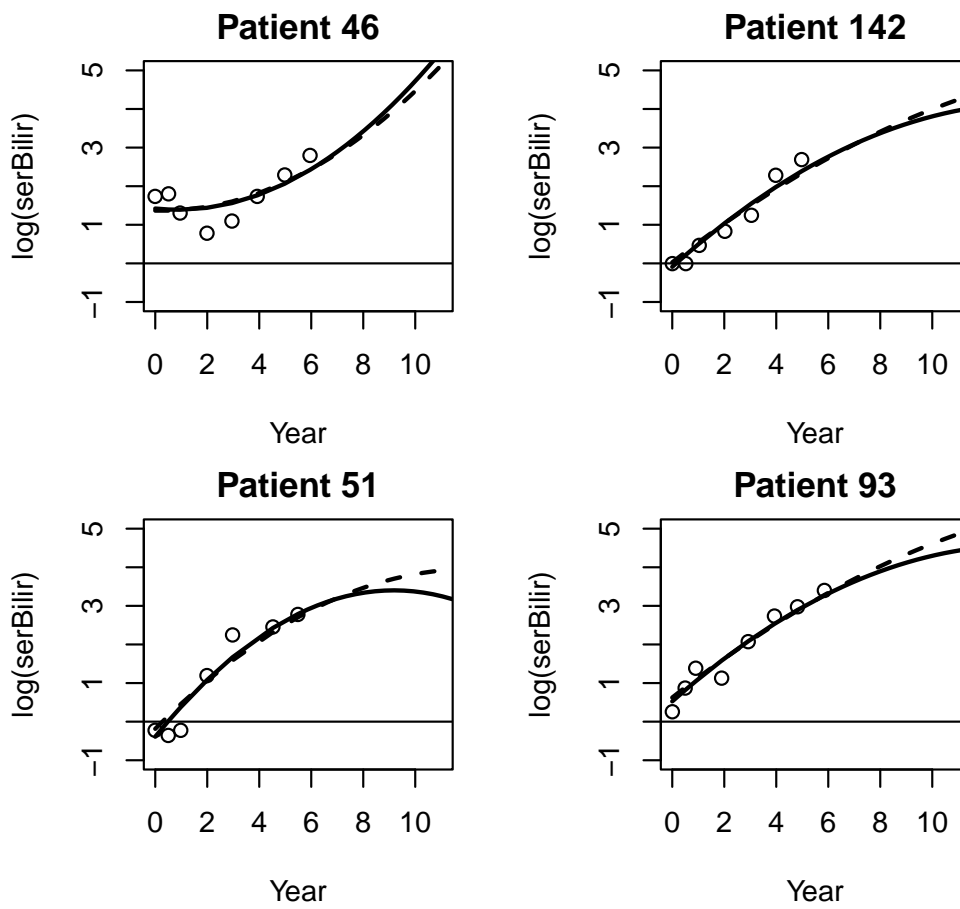 Patient 46
log(serBilir)
5
3
1
−1
0 2 4 6 8 10
Year
Patient 142
log(serBilir)
5
3
1
−1
0 2 4 6 8 10
Year
Patient 51
log(serBilir)
5
3
1
−1
0 2 4 6 8 10
Year
Patient 93
log(serBilir)
5
3
1
−1
0 2 4 6 8 10
Year